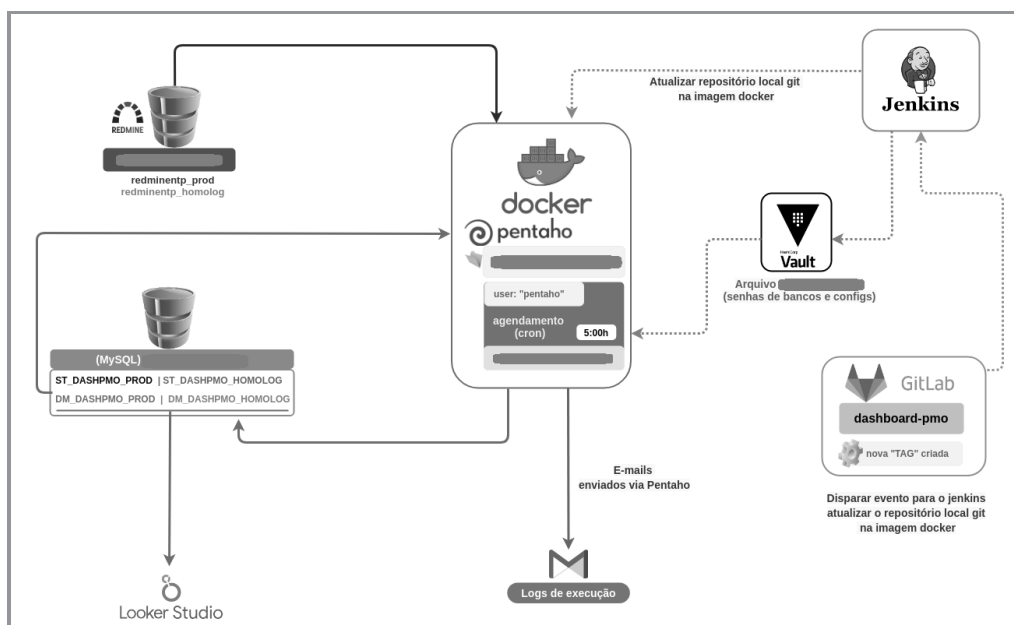 Jenkins
Atualizar repositório local git
na imagem docker
REDMINE
redminentp_prod
redminentp_homolog
docker
pentaho
user: "pentaho"
agendamento
(cron)
5:00h
Vault
Arquivo
(senhas de bancos e configs)
(MySQL)
ST_DASHPMO_PROD | ST_DASHPMO_HOMOLOG
DM_DASHPMO_PROD | DM_DASHPMO_HOMOLOG
GitLab
dashboard-pmo
nova "TAG" criada
E-mails
enviados via Pentaho
Disparar evento para o jenkins
atualizar o repositório local git
na imagem docker
Logs de execução
Looker Studio